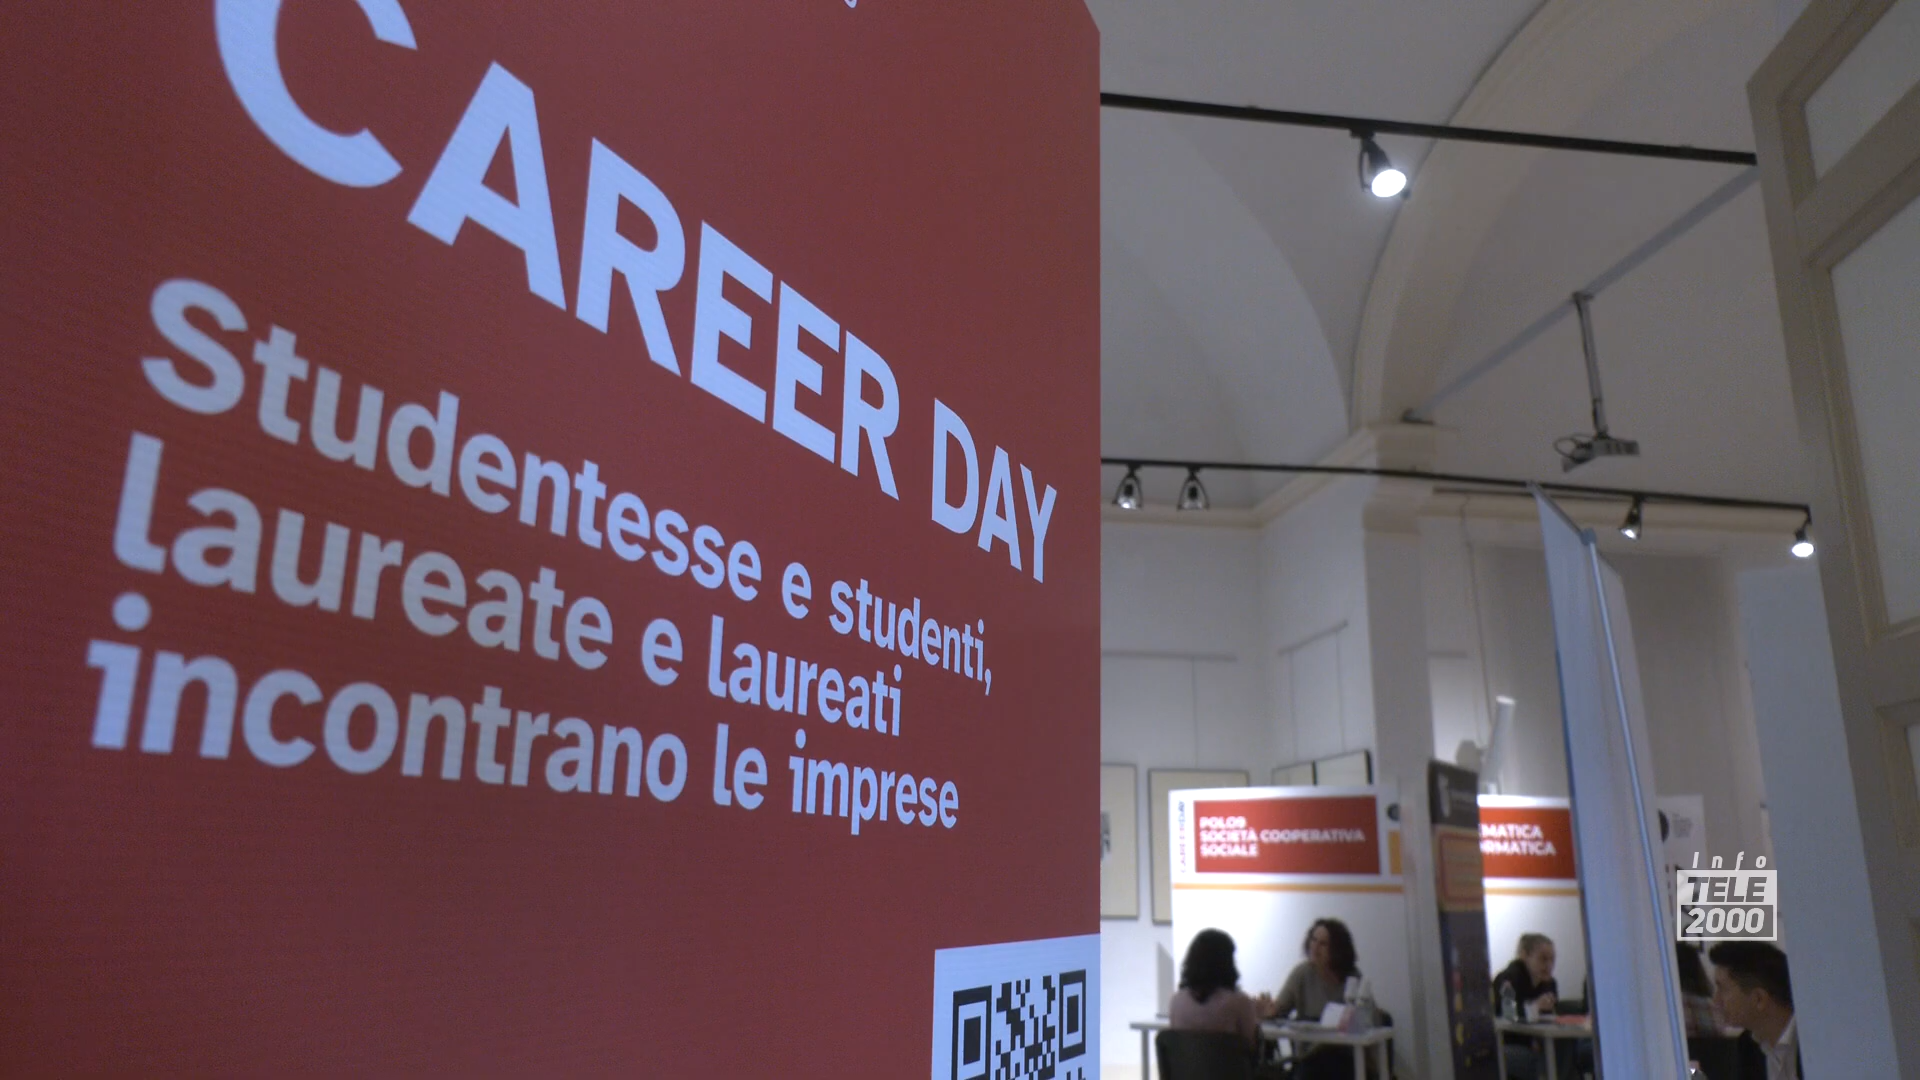 CAREER DAY
Studentesse e studenti,
laureate e laureati
incontrano le imprese
POLO9
SOCIETÀ COOPERATIVA
SOCIALE
Info
TELE
2000